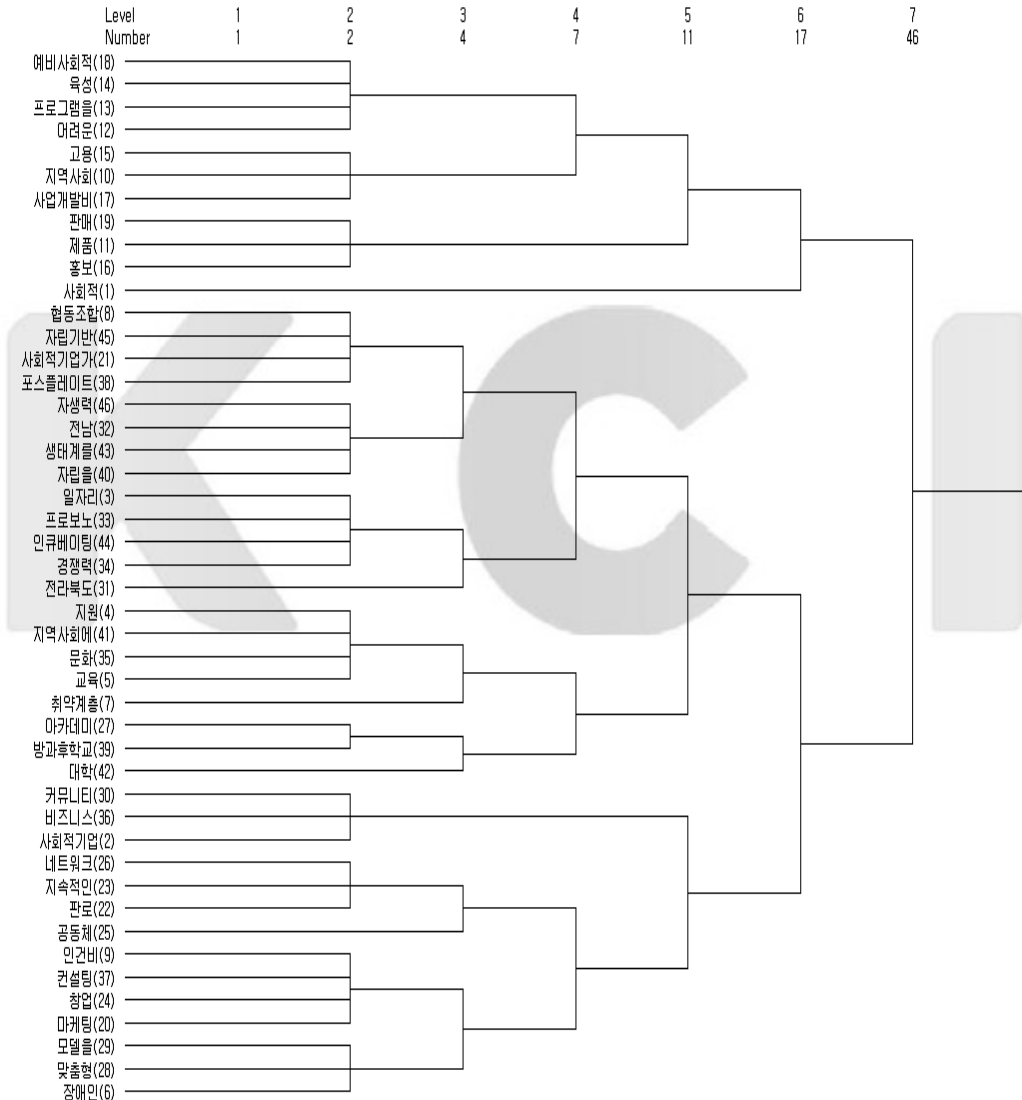 Level 1 2 3 4 5 6 7
Number 1 2 4 7 11 17 46
예비사회적(18)
육성(14)
프로그램을(13)
어려운(12)
고용(15)
지역사회(10)
사업개발비(17)
판매(19)
제품(11)
홍보(16)
사회적(1)
협동조합(8)
자립기반(45)
사회적기업가(21)
포스플레이트(38)
자생력(46)
전남(32)
생태계를(43)
자립을(40)
일자리(3)
프로보노(33)
인큐베이팅(44)
경쟁력(34)
전라북도(31)
지원(4)
지역사회에(41)
문화(35)
교육(5)
취약계층(7)
아카데미(27)
방과후학교(39)
대학(42)
커뮤니티(30)
비즈니스(36)
사회적기업(2)
네트워크(26)
지속적인(23)
판로(22)
공동체(25)
인건비(9)
컨설팅(37)
창업(24)
마케팅(20)
모델을(29)
맞춤형(28)
장애인(6)
KCI